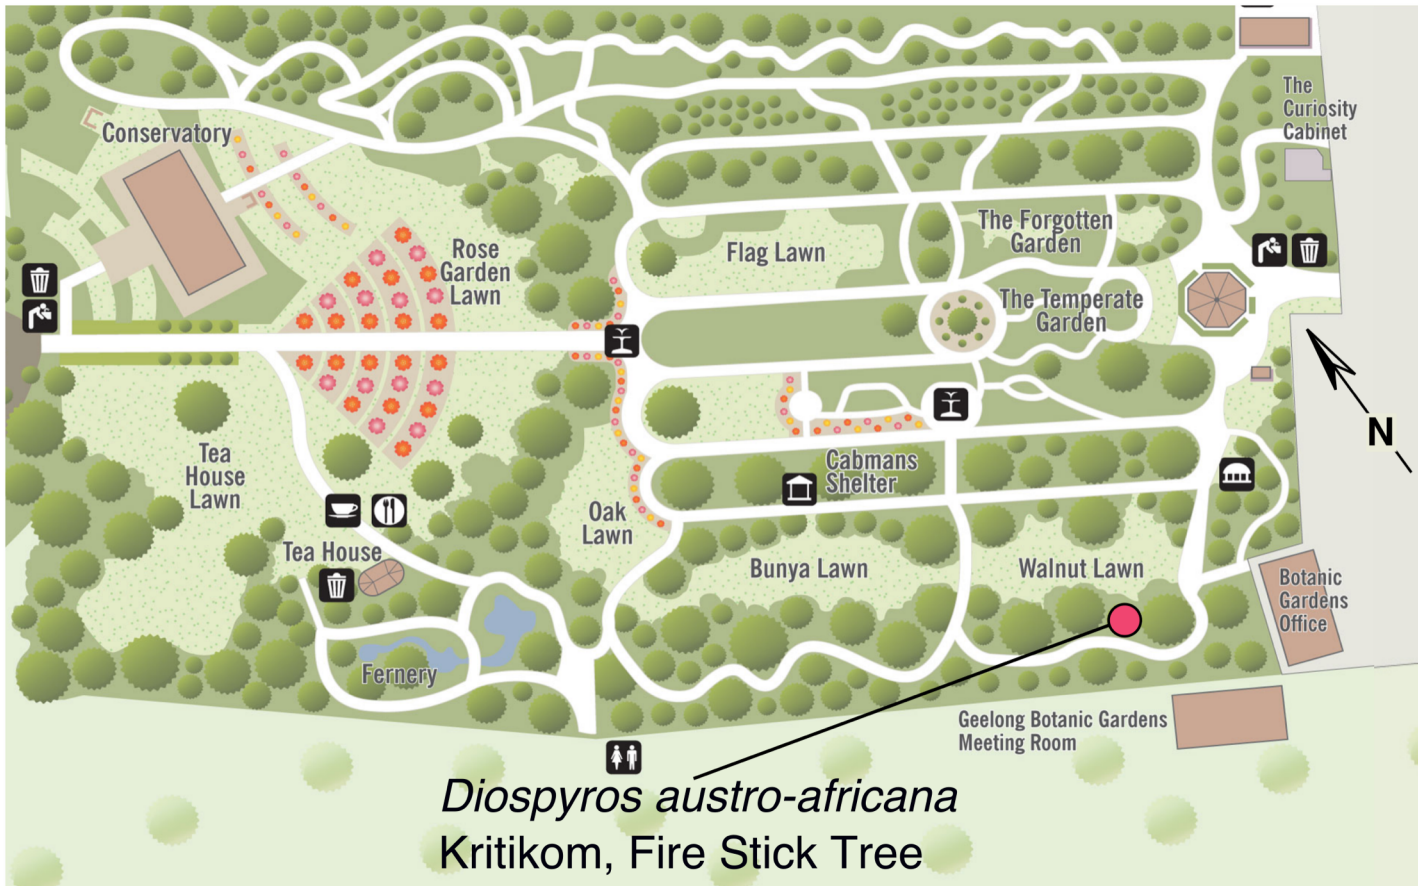 The
Curiosity
Cabinet
Conservatory
The Forgotten
Garden
Rose
Garden
Lawn
Flag Lawn
The Temperate
Garden
N
Tea
House
Lawn
Cabmans
Shelter
Oak
Lawn
Tea House
Bunya Lawn
Walnut Lawn
Botanic
Gardens
Office
Fernery
Geelong Botanic Gardens
Meeting Room
Diospyros austro-africana
Kritikom, Fire Stick Tree